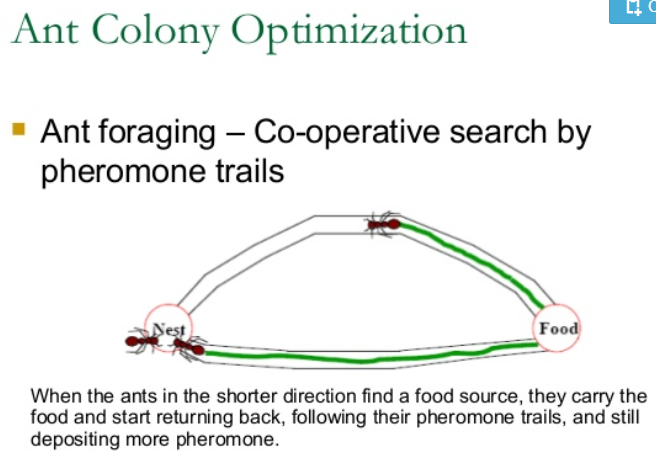 Ant Colony Optimization
Ant foraging – Co-operative search by
pheromone trails
Nest
Food
When the ants in the shorter direction find a food source, they carry the
food and start returning back, following their pheromone trails, and still
depositing more pheromone.